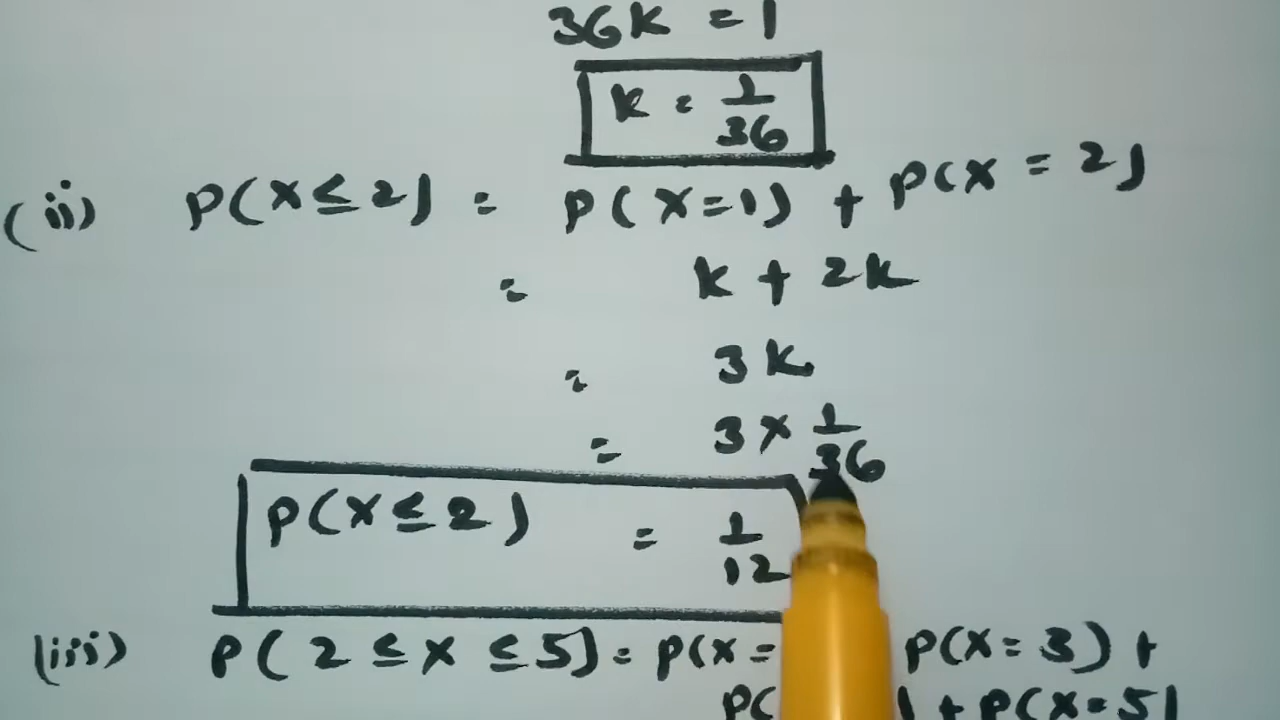 36k = 1
k = 1/36
(ii) P(X≤2) = P(X=1) + P(X=2)
= k + 2k
= 3k
= 3 × 1/36
P(X≤2) = 1/12
(iii) P(2≤X≤5) = P(X= P(X=3) +
P( ) + P(X=5)